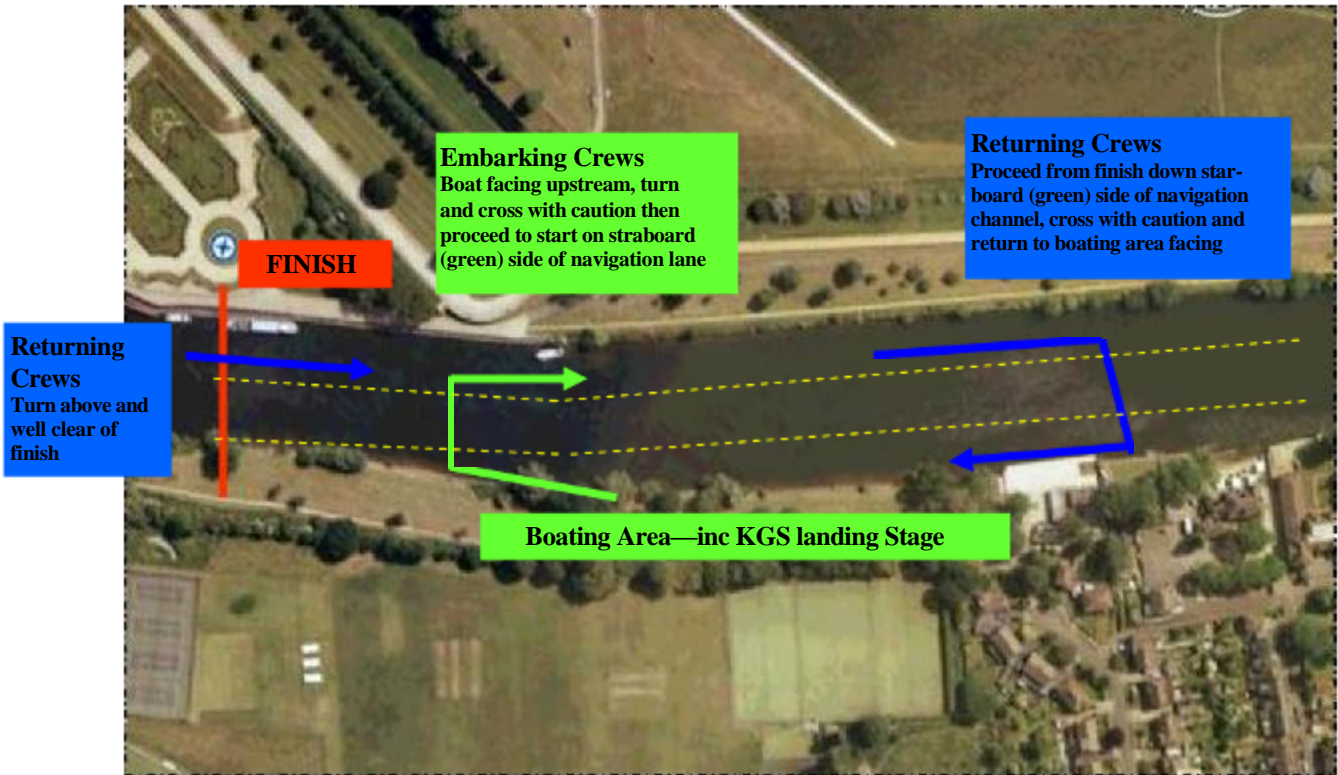 Embarking Crews
Boat facing upstream, turn
and cross with caution then
proceed to start on straboard
(green) side of navigation lane
Returning Crews
Proceed from finish down star-
board (green) side of navigation
channel, cross with caution and
return to boating area facing
FINISH
Returning
Crews
Turn above and
well clear of
finish
Boating Area—inc KGS landing Stage